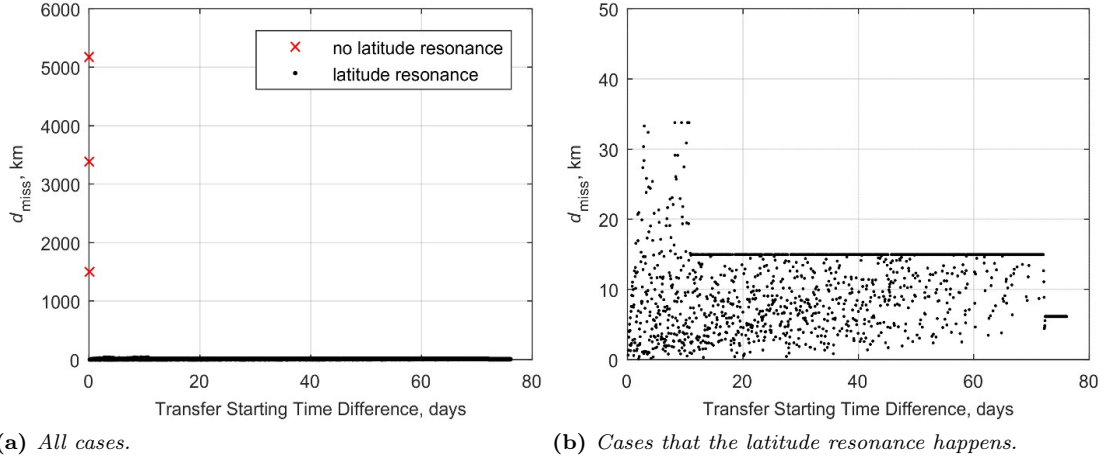 6000
5000
4000
3000
2000
1000
0
d_miss, km
× no latitude resonance
• latitude resonance
0 20 40 60 80
Transfer Starting Time Difference, days
50
40
30
20
10
0
d_miss, km
0 20 40 60 80
Transfer Starting Time Difference, days
a) All cases.
(b) Cases that the latitude resonance happens.